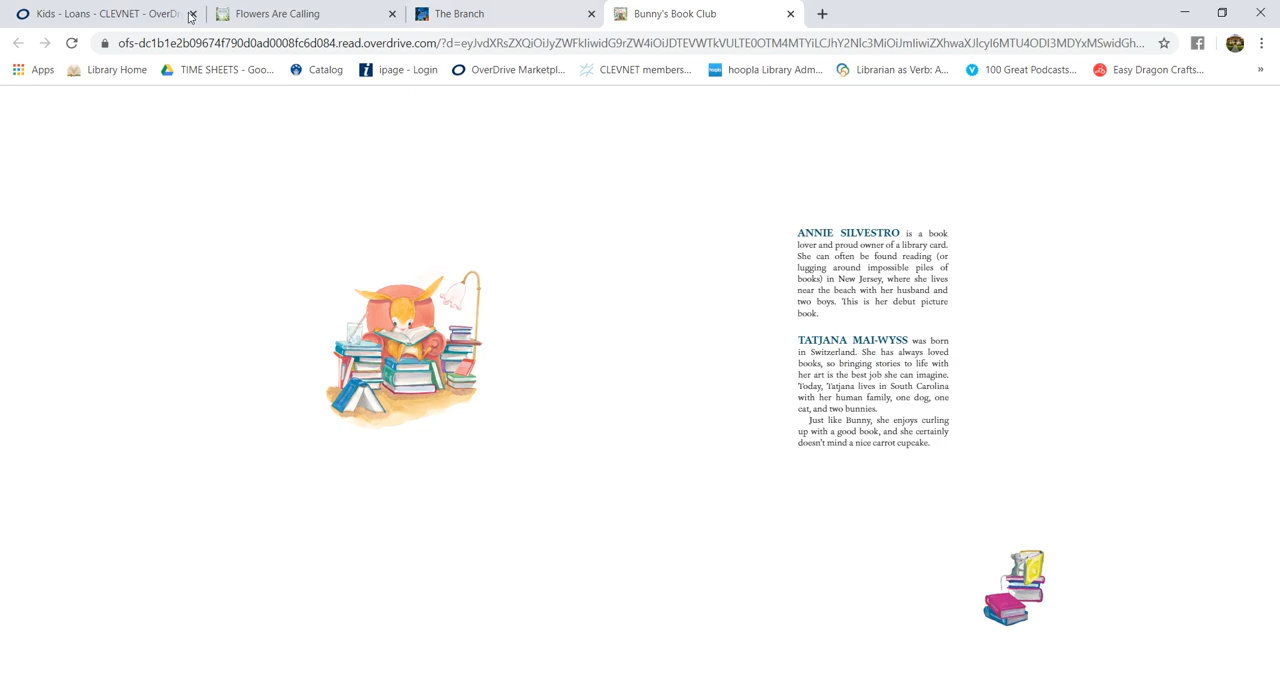 Kids - Loans - CLEVNET - OverDr
Flowers Are Calling
The Branch
Bunny's Book Club
Apps
Library Home
TIME SHEETS - Goo...
Catalog
ipage - Login
OverDrive Marketpl...
CLEVNET members...
hoopla Library Adm...
Librarian as Verb: A...
100 Great Podcasts...
Easy Dragon Crafts...
»
ANNIE SILVESTRO is a book
lover and proud owner of a library card.
She can often be found reading (or
lugging around impossible piles of
books) in New Jersey, where she lives
near the beach with her husband and
two boys. This is her debut picture
book.
TATJANA MAI-WYSS was born
in Switzerland. She has always loved
books, so bringing stories to life with
her art is the best job she can imagine.
Today, Tatjana lives in South Carolina
with her human family, one dog, one
cat, and two bunnies.
Just like Bunny, she enjoys curling
up with a good book, and she certainly
doesn't mind a nice carrot cupcake.